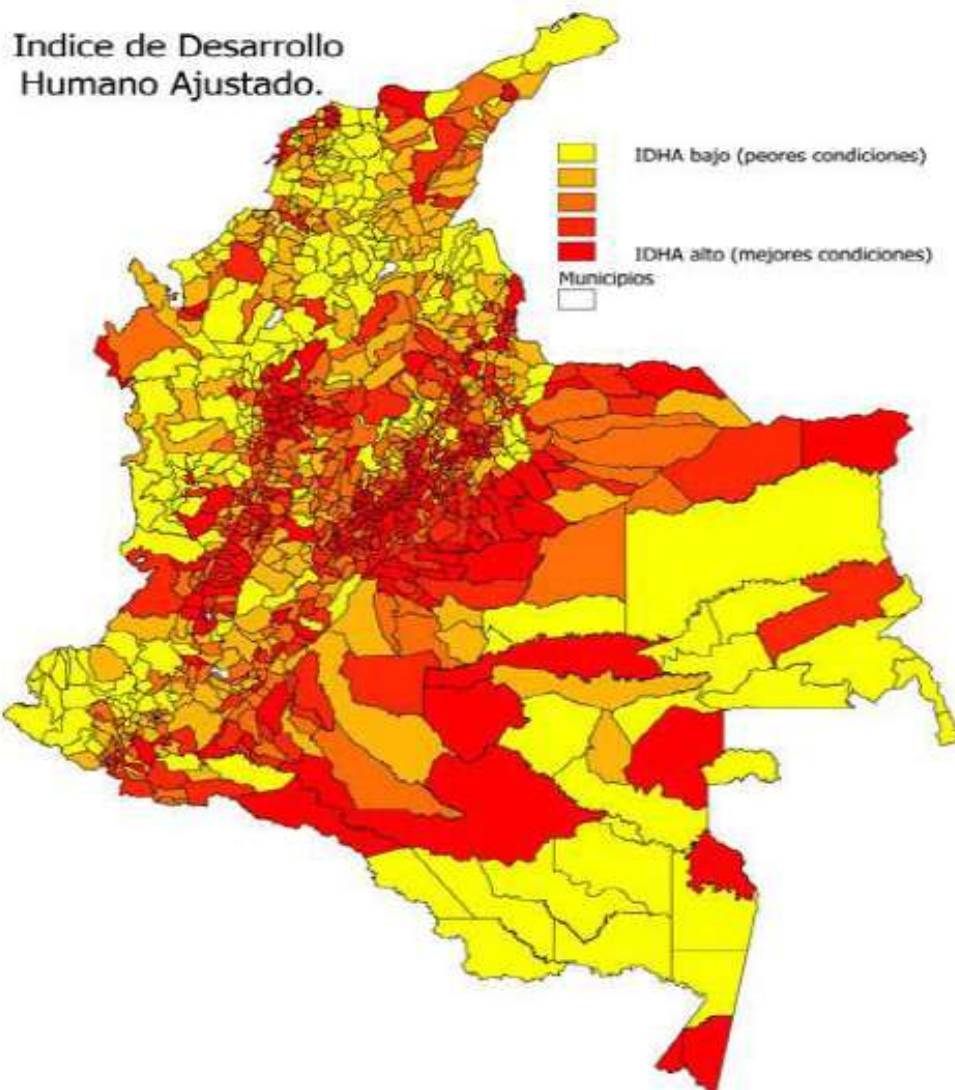 Indice de Desarrollo
Humano Ajustado.
IDHA bajo (peores condiciones)
IDHA alto (mejores condiciones)
Municipios